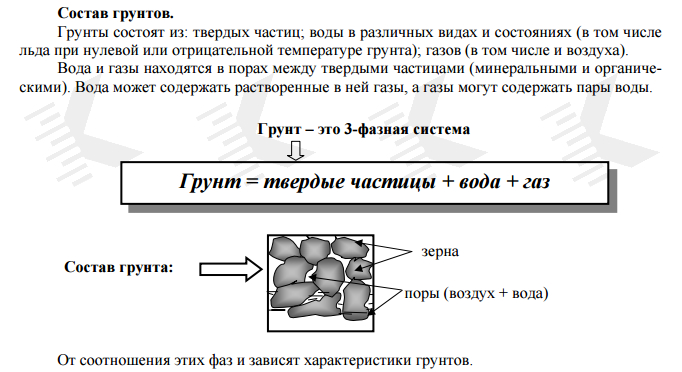 Состав грунтов.
Грунты состоят из: твердых частиц; воды в различных видах и состояниях (в том числе
льда при нулевой или отрицательной температуре грунта); газов (в том числе и воздуха).
Вода и газы находятся в порах между твердыми частицами (минеральными и органиче-
скими). Вода может содержать растворенные в ней газы, а газы могут содержать пары воды.
Грунт – это 3-фазная система
Грунт = твердые частицы + вода + газ
зерна
Состав грунта:
поры (воздух + вода)
От соотношения этих фаз и зависят характеристики грунтов.